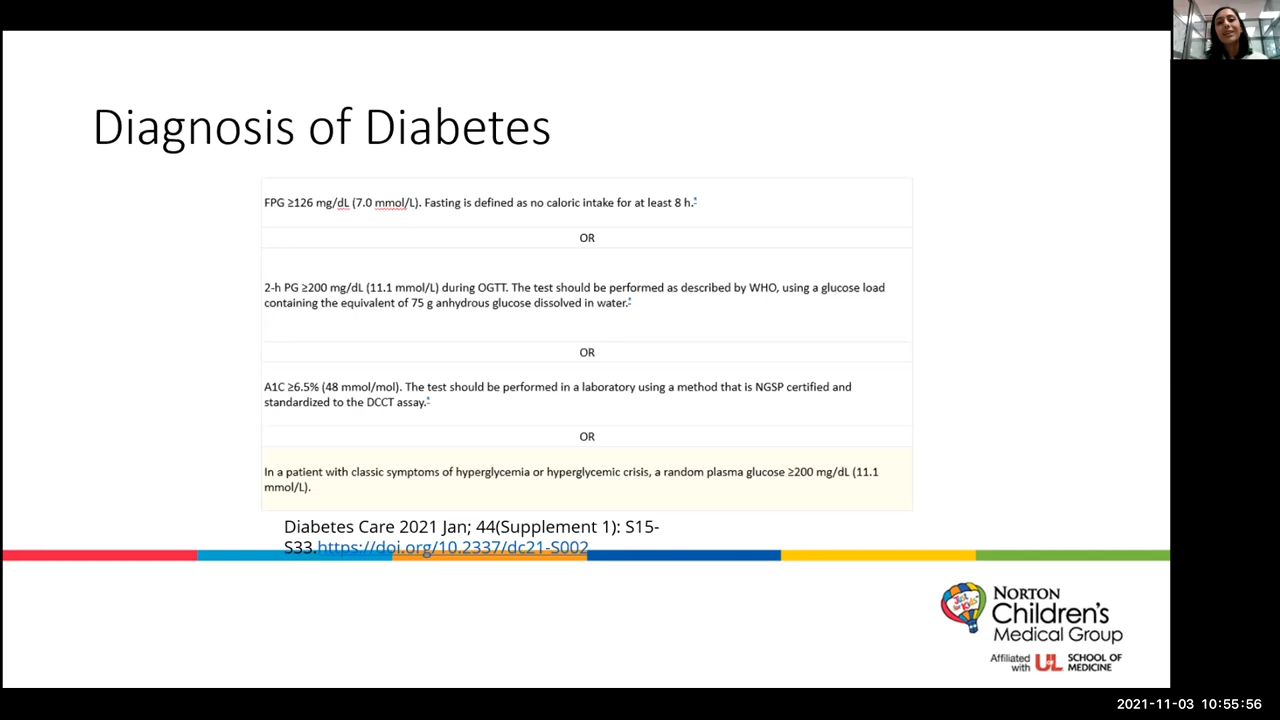 Diagnosis of Diabetes
FPG ≥126 mg/dL (7.0 mmol/L). Fasting is defined as no caloric intake for at least 8 h.*
OR
2-h PG ≥200 mg/dL (11.1 mmol/L) during OGTT. The test should be performed as described by WHO, using a glucose load
containing the equivalent of 75 g anhydrous glucose dissolved in water.*
OR
A1C ≥6.5% (48 mmol/mol). The test should be performed in a laboratory using a method that is NGSP certified and
standardized to the DCCT assay.*
OR
In a patient with classic symptoms of hyperglycemia or hyperglycemic crisis, a random plasma glucose ≥200 mg/dL (11.1
mmol/L).
Diabetes Care 2021 Jan; 44(Supplement 1): S15-
S33.https://doi.org/10.2337/dc21-S002
Just for Kids
NORTON
Children's
Medical Group
Affiliated with UL SCHOOL OF MEDICINE
2021-11-03 10:55:56